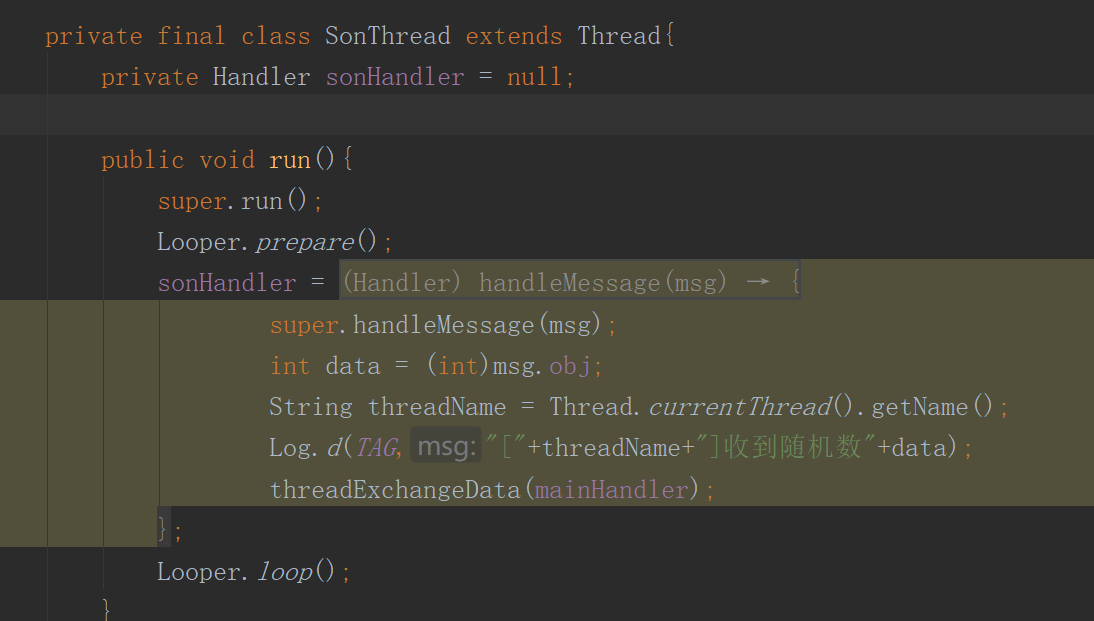 private final class SonThread extends Thread{
private Handler sonHandler = null;
public void run(){
super.run();
Looper.prepare();
sonHandler = (Handler) handleMessage(msg) → {
super.handleMessage(msg);
int data = (int)msg.obj;
String threadName = Thread.currentThread().getName();
Log.d(TAG, msg: "["+threadName+"]收到随机数"+data);
threadExchangeData(mainHandler);
};
Looper.loop();
}